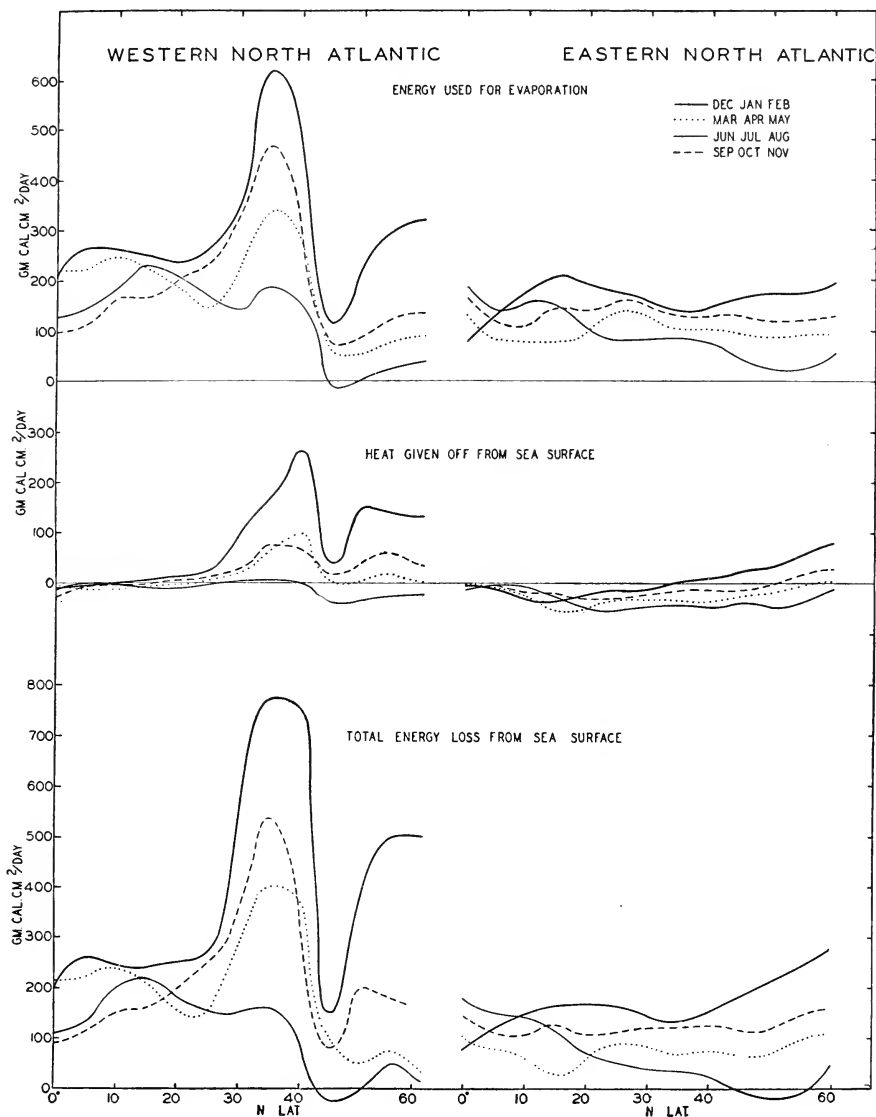 WESTERN NORTH ATLANTIC
EASTERN NORTH ATLANTIC
ENERGY USED FOR EVAPORATION
DEC JAN FEB
MAR APR MAY
JUN JUL AUG
SEP OCT NOV
GM CAL.CM 2/DAY
600
500
400
300
200
100
0
HEAT GIVEN OFF FROM SEA SURFACE
GM CAL.CM. 2/DAY
300
200
100
0
TOTAL ENERGY LOSS FROM SEA SURFACE
GM.CAL.CM 2/DAY
800
700
600
500
400
300
200
100
0
0° 10 20 30 40 50 60
N LAT
0° 10 20 30 40 50 60
N LAT